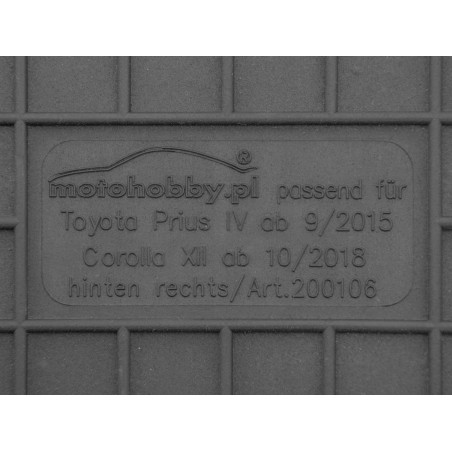 motohobby.pl ® passend für
Toyota Prius IV ab 9/2015
Corolla XII ab 10/2018
hinten rechts/Art.200106